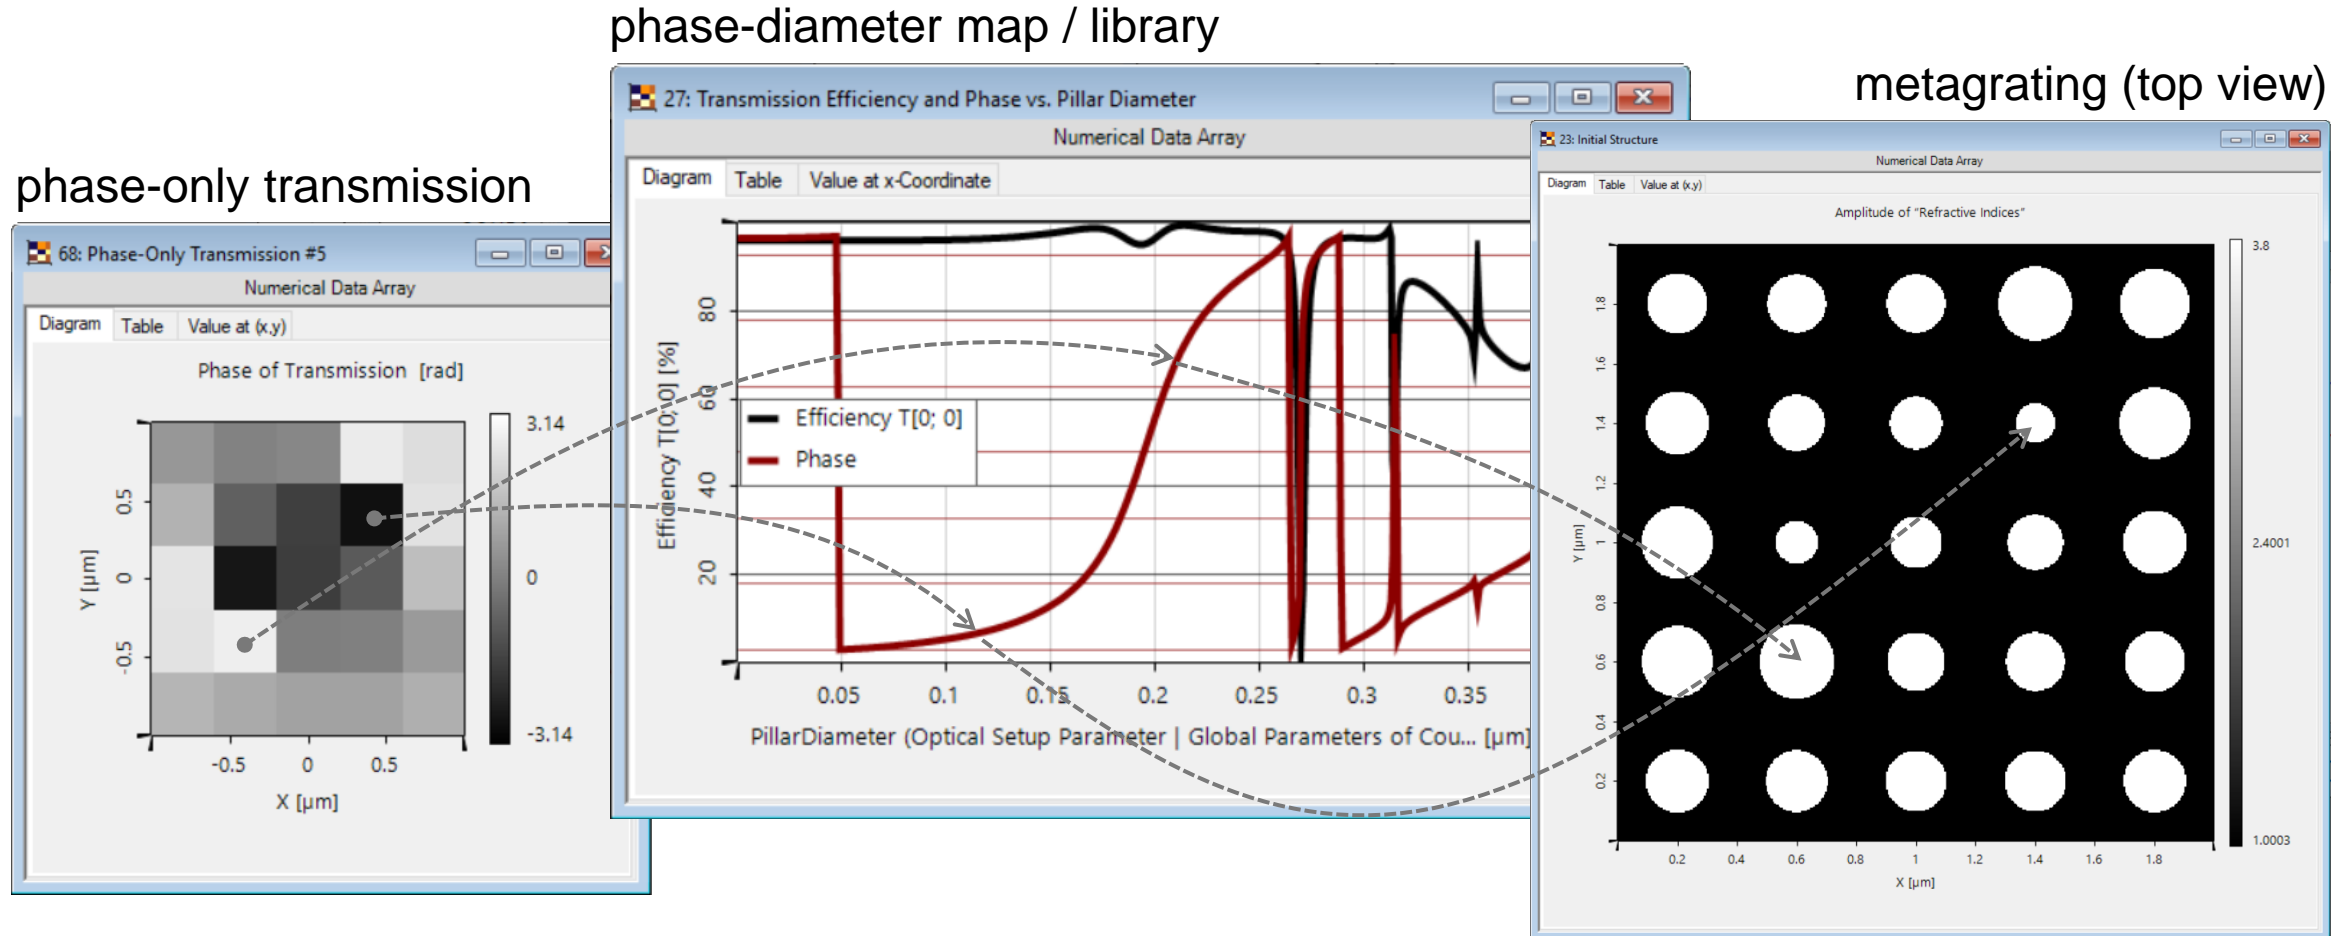 phase-diameter map / library
metagrating (top view)
phase-only transmission
68: Phase-Only Transmission #5
Numerical Data Array
Diagram Table Value at (x,y)
Phase of Transmission [rad]
3.14
0
-3.14
0.5
0
-0.5
Y [µm]
-0.5 0 0.5
X [µm]
27: Transmission Efficiency and Phase vs. Pillar Diameter
Numerical Data Array
Diagram Table Value at x-Coordinate
Efficiency T[0; 0] [%]
80
60
40
20
Efficiency T[0; 0]
Phase
0.05 0.1 0.15 0.2 0.25 0.3 0.35
PillarDiameter (Optical Setup Parameter | Global Parameters of Cou... [µm]
23: Initial Structure
Numerical Data Array
Diagram Table Value at (x,y)
Amplitude of "Refractive Indices"
3.8
2.4001
1.0003
1.8
1.6
1.4
1.2
1
0.8
0.6
0.4
0.2
Y [µm]
0.2 0.4 0.6 0.8 1 1.2 1.4 1.6 1.8
X [µm]